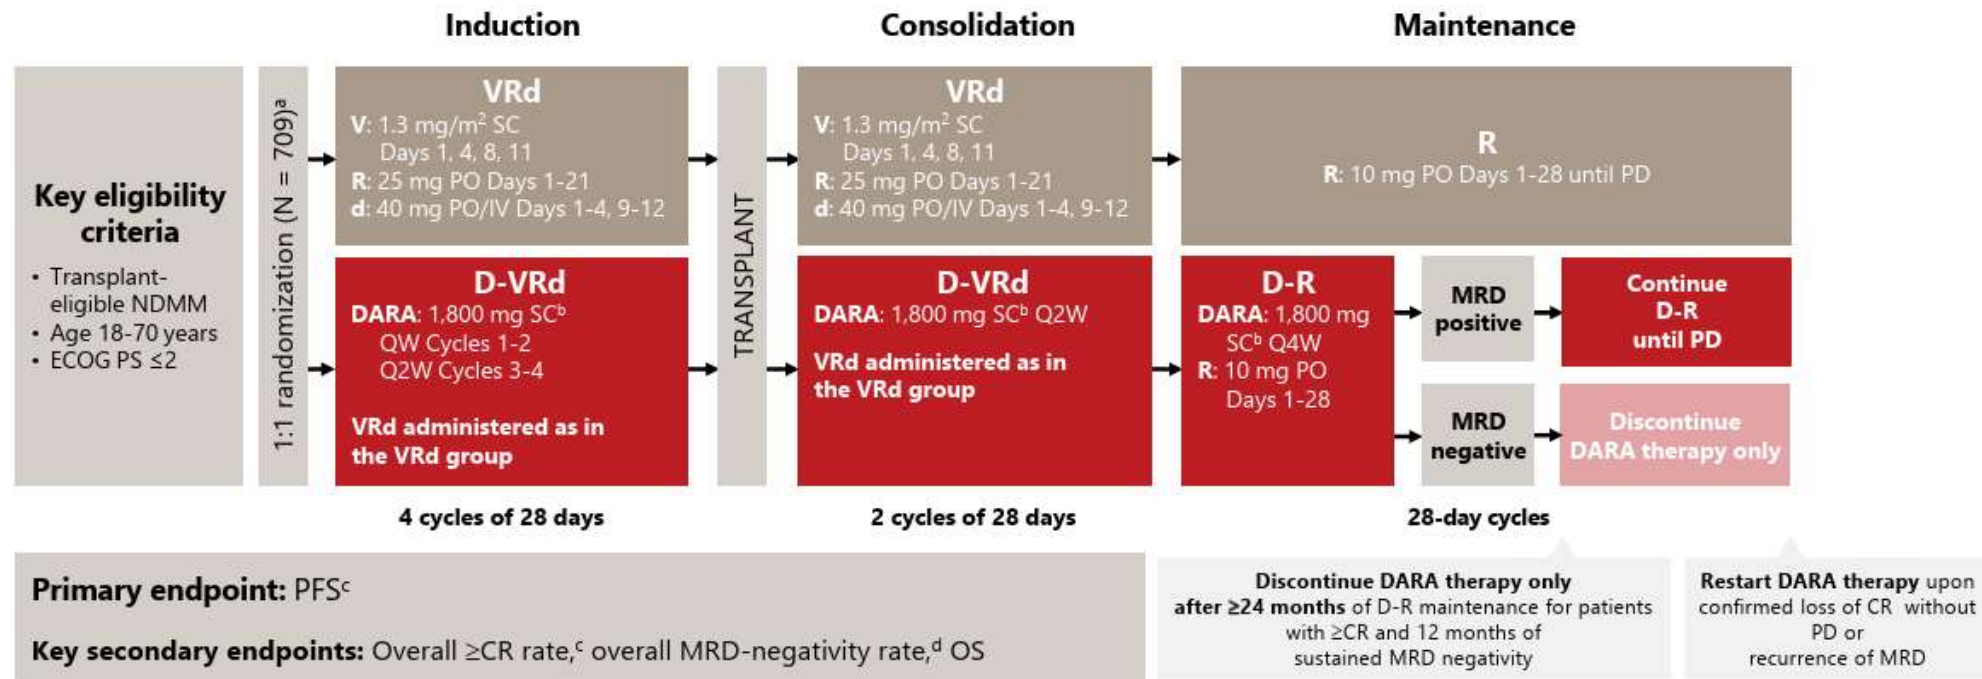 Induction
Consolidation
Maintenance
Key eligibility
criteria
• Transplant-
eligible NDMM
• Age 18-70 years
• ECOG PS ≤2
1:1 randomization (N = 709)ᵃ
VRd
V: 1.3 mg/m² SC
Days 1, 4, 8, 11
R: 25 mg PO Days 1-21
d: 40 mg PO/IV Days 1-4, 9-12
D-VRd
DARA: 1,800 mg SCᵇ
QW Cycles 1-2
Q2W Cycles 3-4
VRd administered as in
the VRd group
4 cycles of 28 days
TRANSPLANT
VRd
V: 1.3 mg/m² SC
Days 1, 4, 8, 11
R: 25 mg PO Days 1-21
d: 40 mg PO/IV Days 1-4, 9-12
D-VRd
DARA: 1,800 mg SCᵇ Q2W
VRd administered as in
the VRd group
2 cycles of 28 days
R
R: 10 mg PO Days 1-28 until PD
D-R
DARA: 1,800 mg
SCᵇ Q4W
R: 10 mg PO
Days 1-28
MRD
positive
Continue
D-R
until PD
MRD
negative
Discontinue
DARA therapy only
28-day cycles
Primary endpoint: PFSᶜ
Key secondary endpoints: Overall ≥CR rate,ᶜ overall MRD-negativity rate,ᵈ OS
Discontinue DARA therapy only
after ≥24 months of D-R maintenance for patients
with ≥CR and 12 months of
sustained MRD negativity
Restart DARA therapy upon
confirmed loss of CR without
PD or
recurrence of MRD